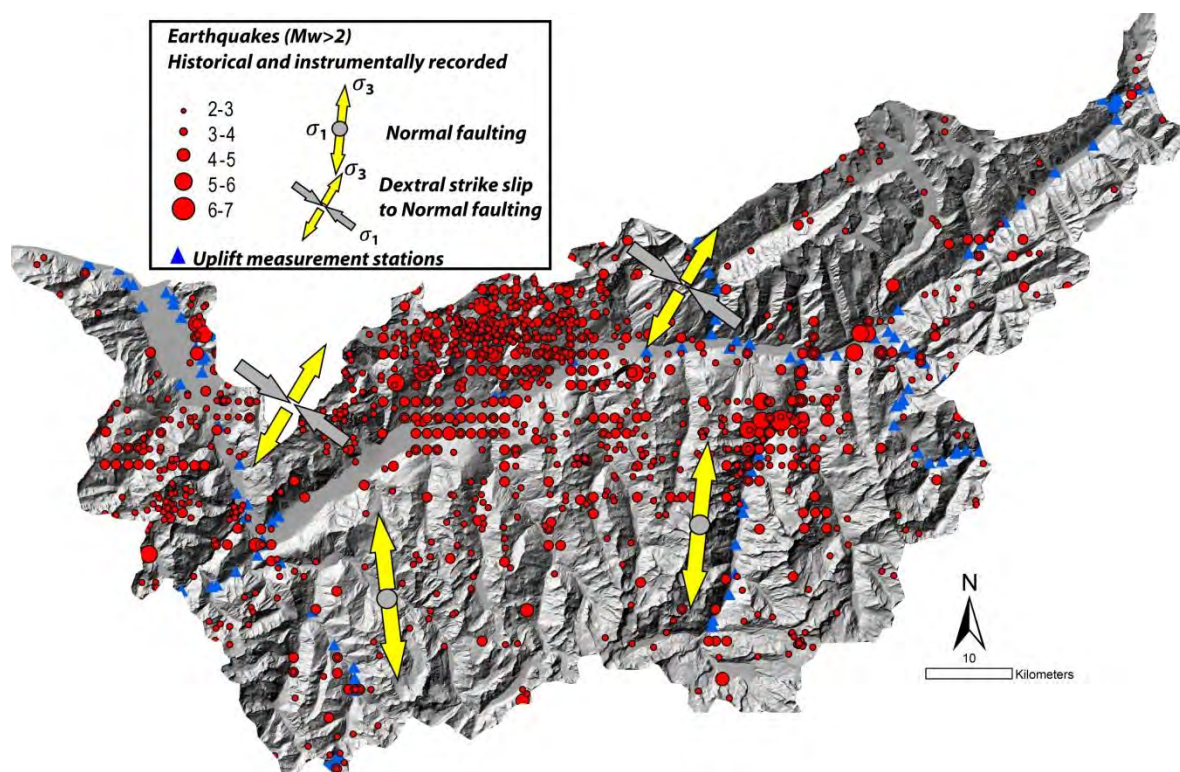 Earthquakes (Mw>2)
Historical and instrumentally recorded
2-3
3-4
4-5
5-6
6-7
σ3
σ1
Normal faulting
σ3
Dextral strike slip
to Normal faulting
σ1
Uplift measurement stations
N
10
Kilometers